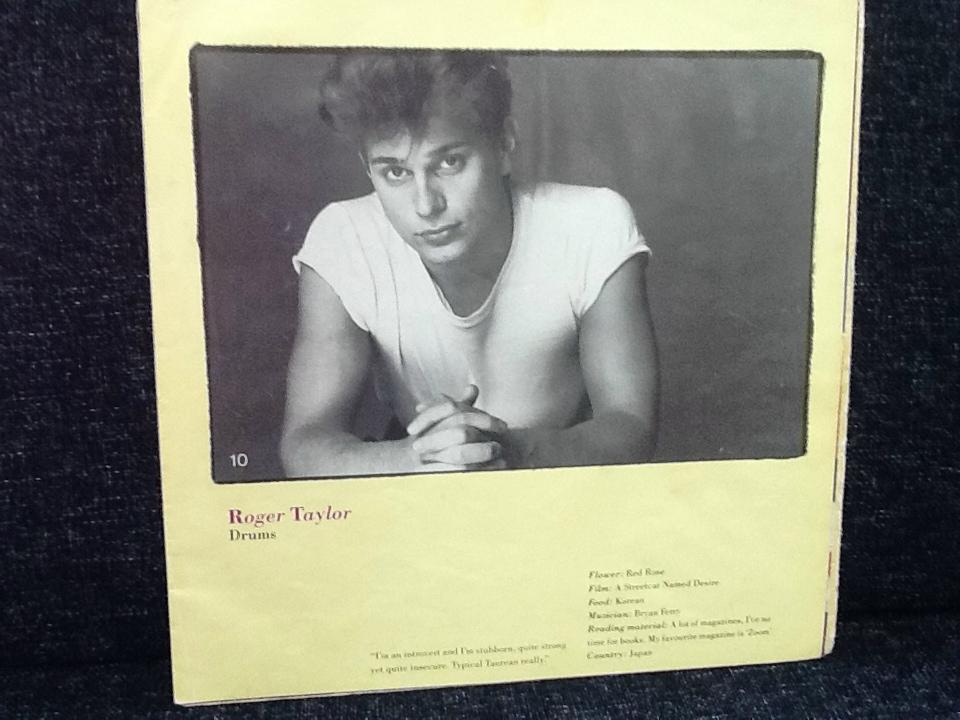 10
Roger Taylor
Drums
Flower: Red Rose
Film: A Streetcar Named Desire
Food: Korean
Musician: Bryan Ferry
Reading material: A lot of magazines, I've no
time for books. My favourite magazine is 'Zoom'
Country: Japan
"I'm an introvert and I'm stubborn, quite strong
yet quite insecure. Typical Taurean really."